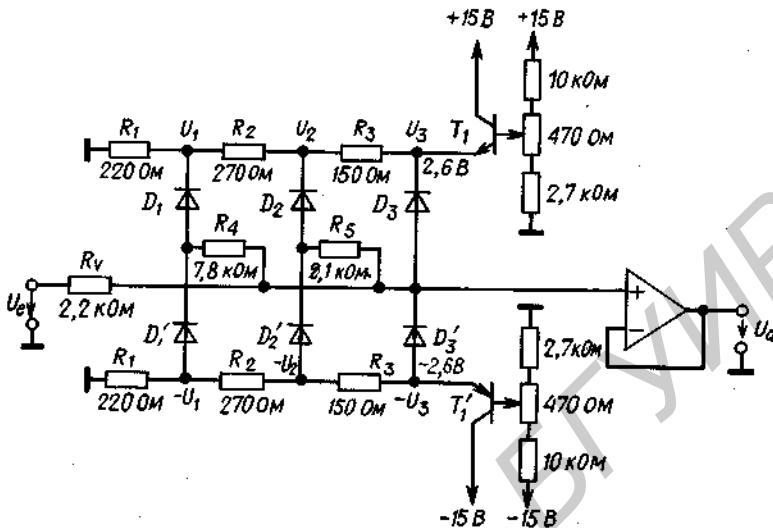 +15 В
+15 В
10 кОм
R1
U1
R2
U2
R3
U3
T1
470 Ом
220 Ом
270 Ом
150 Ом
2,6 В
2,7 кОм
D1
D2
D3
R4
R5
7,8 кОм
2,1 кОм
Rv
Ue
2,2 кОм
+
−
Ua
D1′
D2′
D3′
2,7 кОм
R1
R2
−U2
R3
−2,6 В
220 Ом
−U1
270 Ом
150 Ом
−U3
T1′
470 Ом
10 кОм
−15 В
−15 В
БГУИР